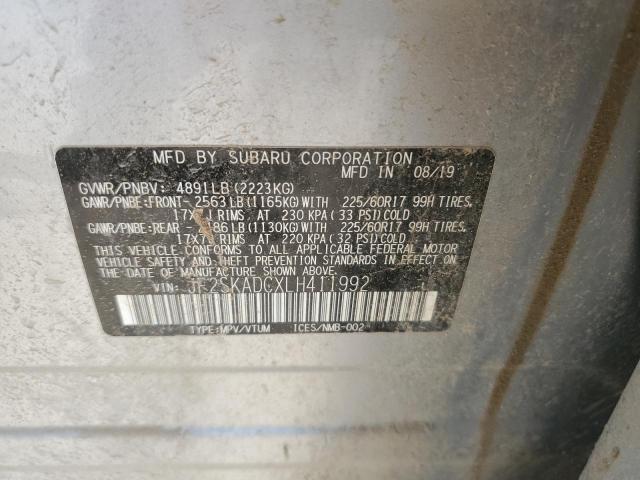 MFD BY SUBARU CORPORATION
MFD IN 08/19
GVWR/PNBV: 4891LB(2223KG)
GAWR/PNBE:FRONT- 2563LB(1165KG)WITH 225/60R17 99H TIRES,
RIMS AT 230 KPA(33 PSI)COLD
GAWR/PNBE:REAR - LB(1130KG)WITH 225/60R17 99H TIRES,
RIMS AT 220 KPA(32 PSI)COLD
THIS VEHICLE CONFORMS TO ALL APPLICABLE FEDERAL MOTOR
VEHICLE SAFETY AND THEFT PREVENTION STANDARDS IN EFFECT ON
THE DATE OF MANUFACTURE SHOWN ABOVE.
VIN: JF2SKADCXLH411992
TYPE:MPV/VTUM ICES/NMB-002